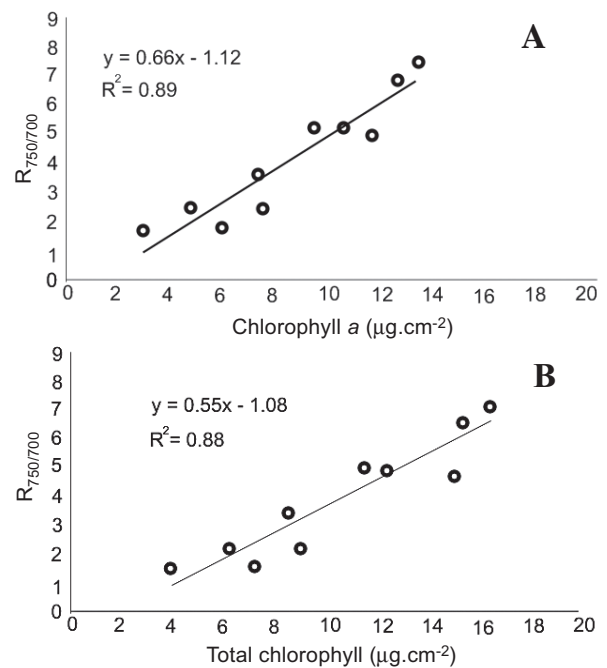 A
y = 0.66x - 1.12
R2= 0.89
9
8
7
6
5
4
3
2
1
0
R750/700
0 2 4 6 8 10 12 14 16 18 20
Chlorophyll a (μg.cm-2)
B
y = 0.55x - 1.08
R2= 0.88
9
8
7
6
5
4
3
2
1
0
R750/700
0 2 4 6 8 10 12 14 16 18 20
Total chlorophyll (μg.cm-2)